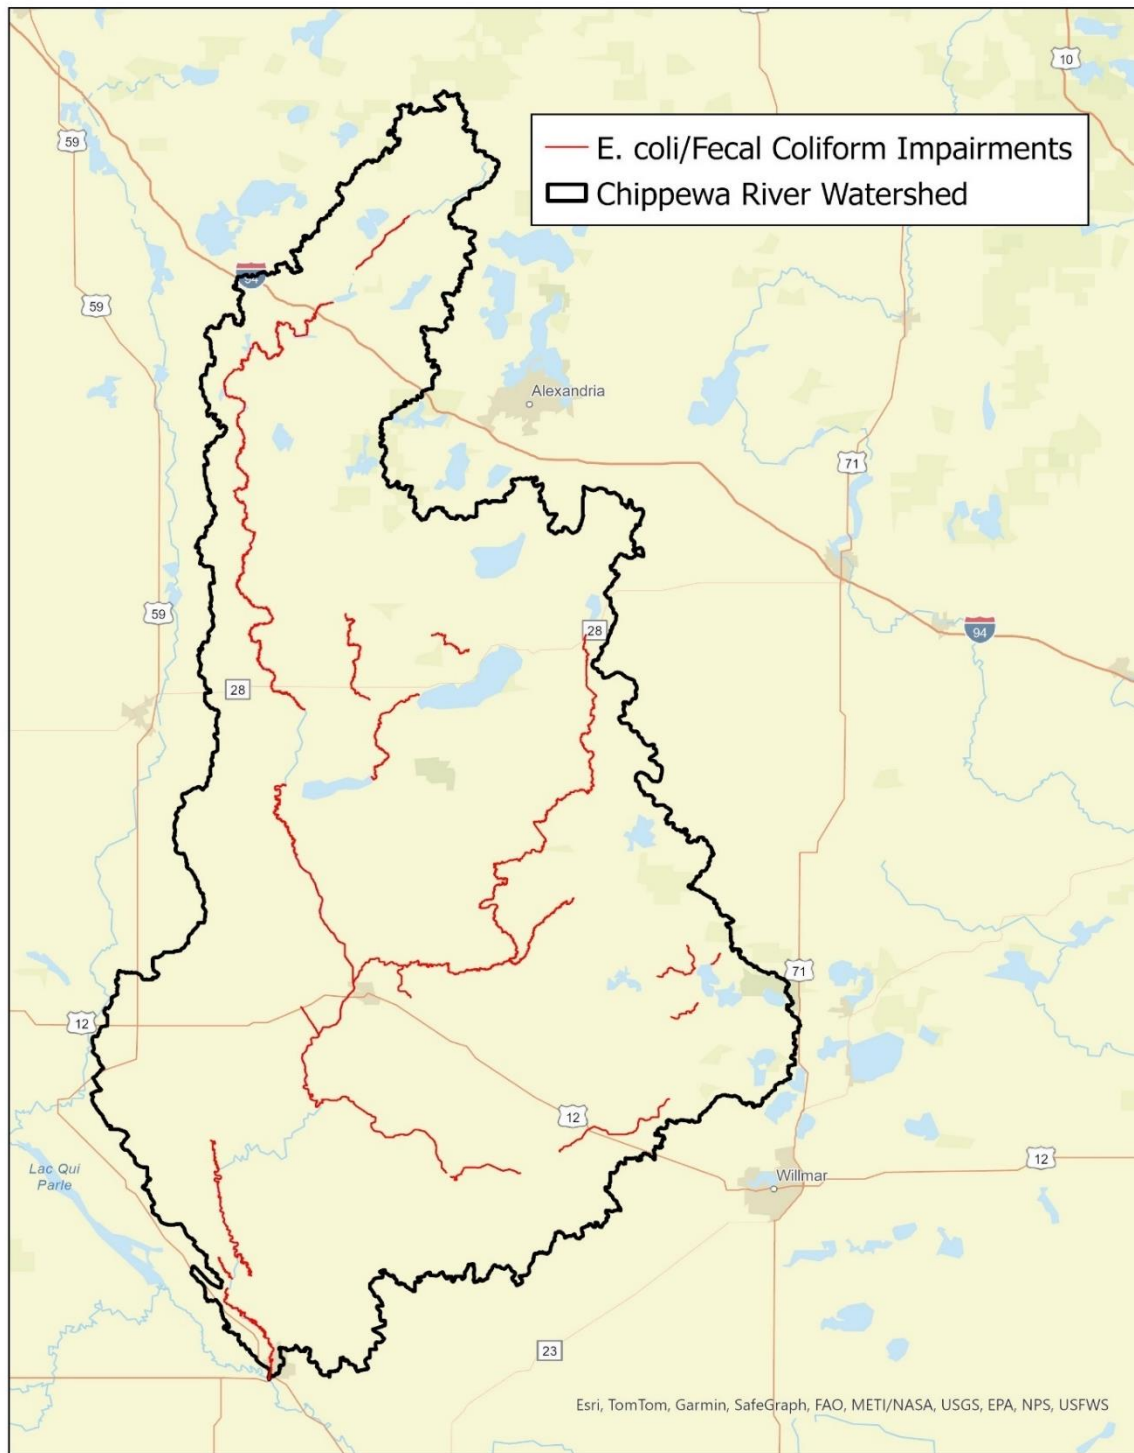 10
59
E. coli/Fecal Coliform Impairments
Chippewa River Watershed
94
59
Alexandria
71
59
28
94
28
71
12
12
Lac Qui
Parle
Willmar
12
23
Esri, TomTom, Garmin, SafeGraph, FAO, METI/NASA, USGS, EPA, NPS, USFWS